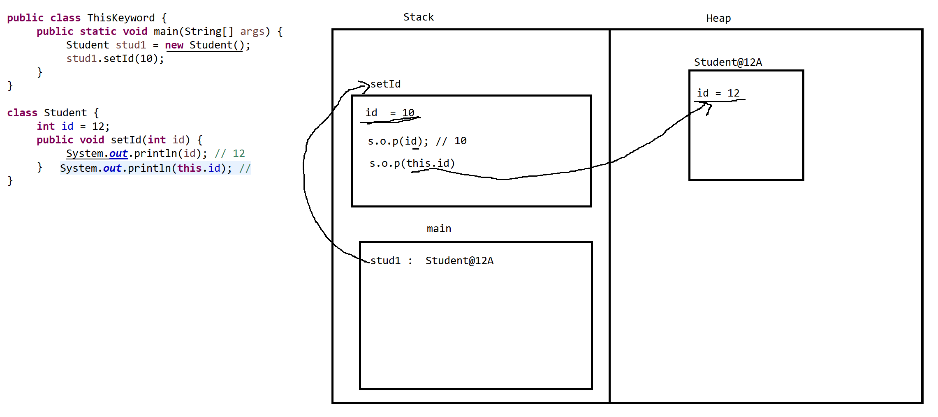 public class ThisKeyword {
public static void main(String[] args) {
Student stud1 = new Student();
stud1.setId(10);
}
}
class Student {
int id = 12;
public void setId(int id) {
System.out.println(id); // 12
} System.out.println(this.id); //
}
Stack
Heap
setId
id = 10
s.o.p(id); // 10
s.o.p(this.id)
main
stud1 : Student@12A
Student@12A
id = 12